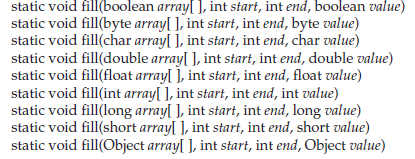 static void fill(boolean array[ ], int start, int end, boolean value)
static void fill(byte array[ ], int start, int end, byte value)
static void fill(char array[ ], int start, int end, char value)
static void fill(double array[ ], int start, int end, double value)
static void fill(float array[ ], int start, int end, float value)
static void fill(int array[ ], int start, int end, int value)
static void fill(long array[ ], int start, int end, long value)
static void fill(short array[ ], int start, int end, short value)
static void fill(Object array[ ], int start, int end, Object value)